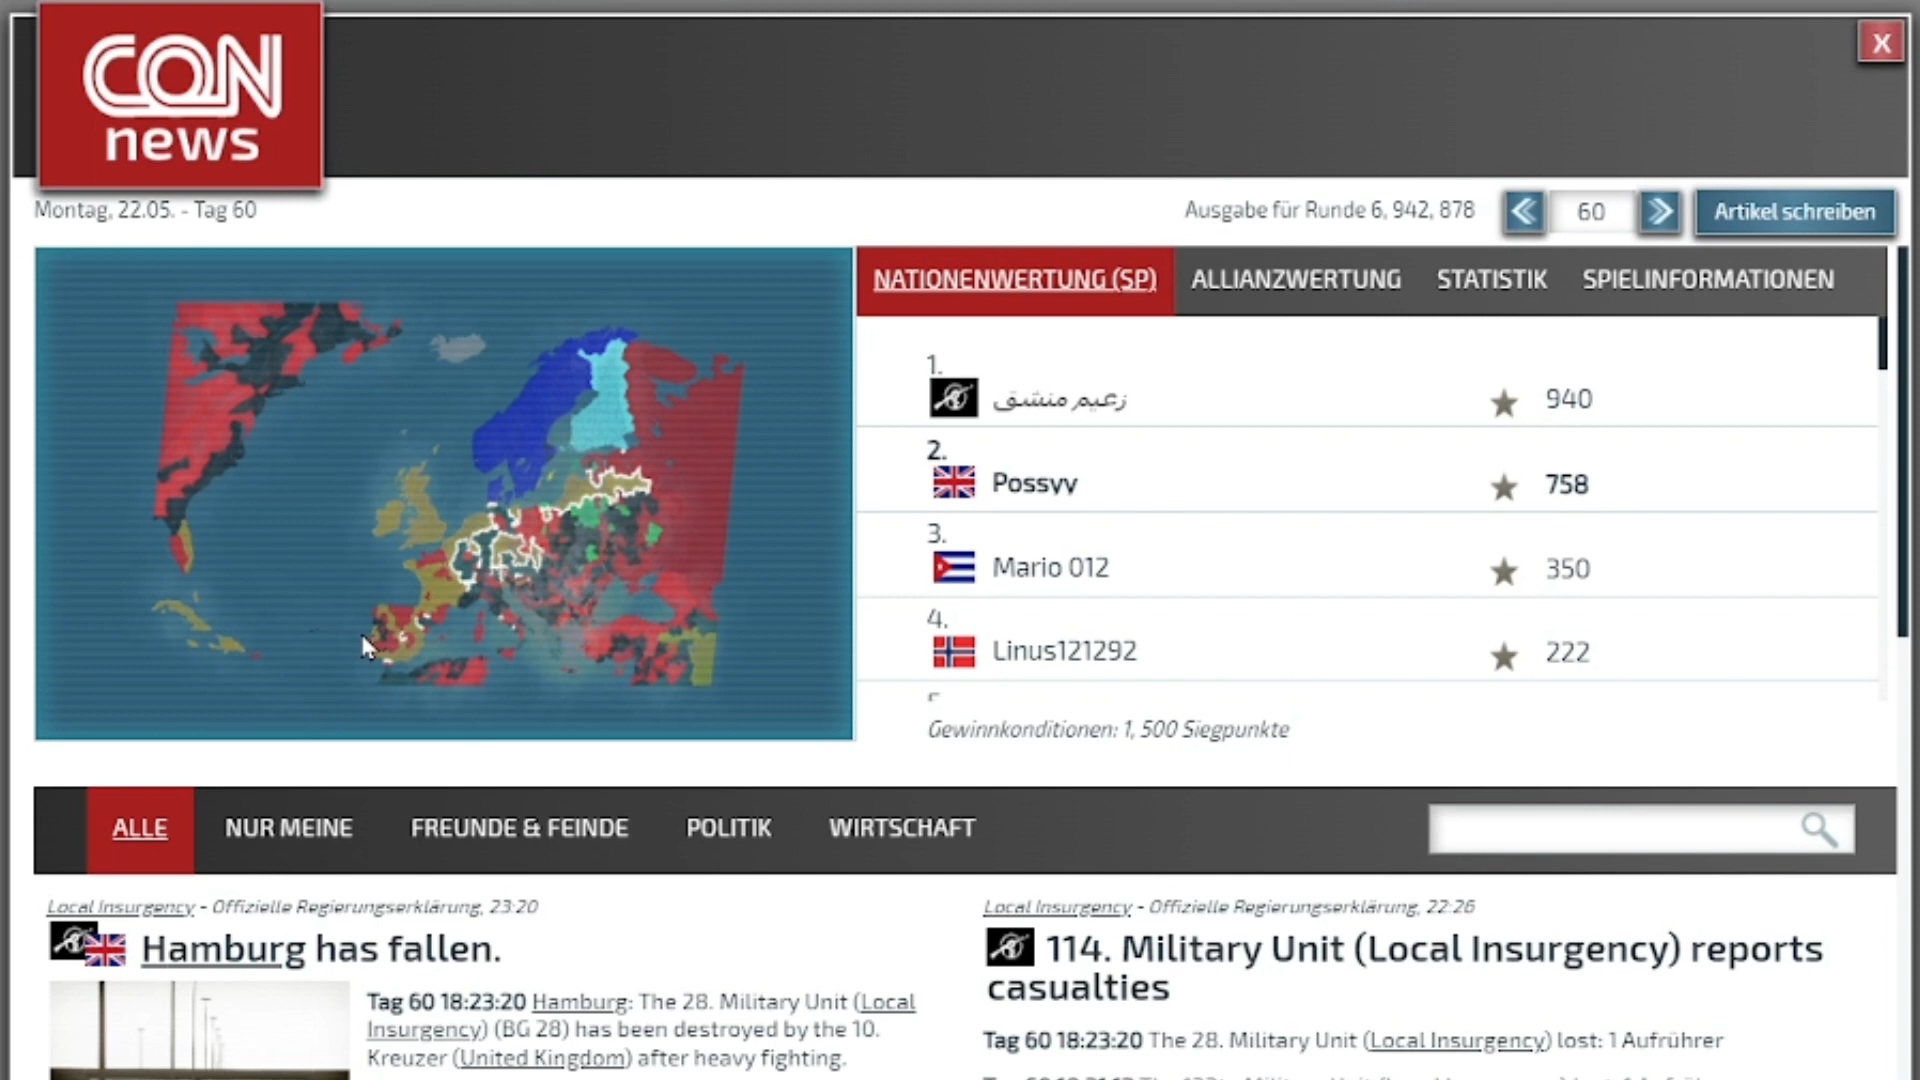 CON
news
X
Montag, 22.05. - Tag 60
Ausgabe für Runde 6, 942, 878
60
Artikel schreiben
NATIONENWERTUNG (SP)
ALLIANZWERTUNG
STATISTIK
SPIELINFORMATIONEN
1.
زعيم منشق
940
2.
Possyy
758
3.
Mario 012
350
4.
Linus121292
222
Gewinnkonditionen: 1, 500 Siegpunkte
ALLE
NUR MEINE
FREUNDE & FEINDE
POLITIK
WIRTSCHAFT
Local Insurgency - Offizielle Regierungserklärung, 23:20
Hamburg has fallen.
Tag 60 18:23:20 Hamburg: The 28. Military Unit (Local
Insurgency) (BG 28) has been destroyed by the 10.
Kreuzer (United Kingdom) after heavy fighting.
Local Insurgency - Offizielle Regierungserklärung, 22:26
114. Military Unit (Local Insurgency) reports
casualties
Tag 60 18:23:20 The 28. Military Unit (Local Insurgency) lost: 1 Aufrührer